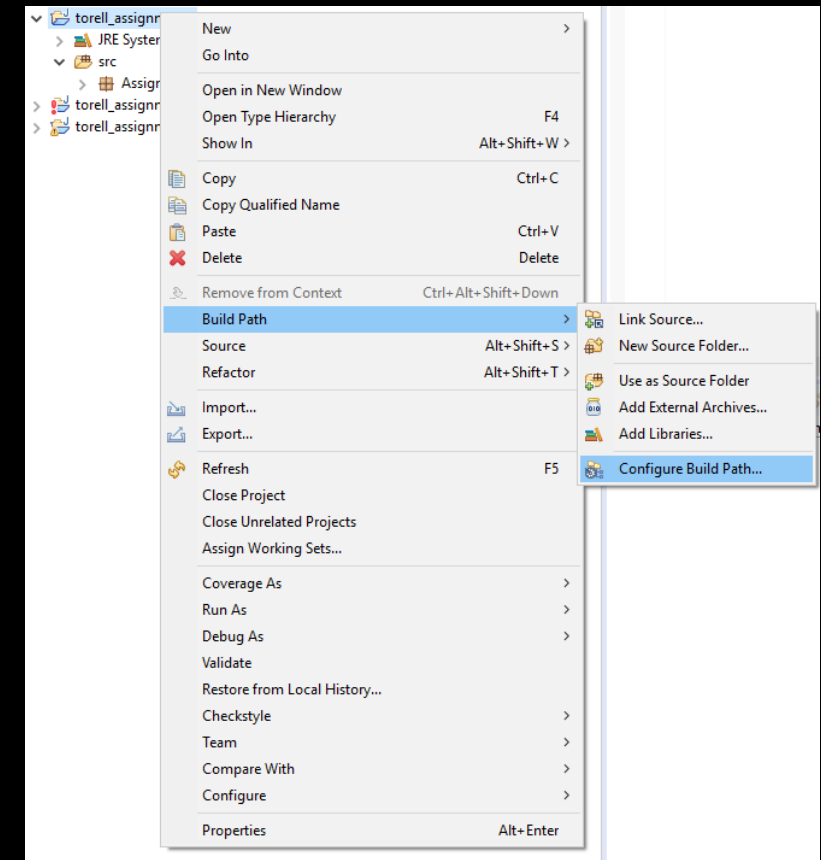 torell_assignr
JRE Syster
src
Assigr
torell_assignr
torell_assignr
New
Go Into
Open in New Window
Open Type Hierarchy F4
Show In Alt+Shift+W >
Copy Ctrl+C
Copy Qualified Name
Paste Ctrl+V
Delete Delete
Remove from Context Ctrl+Alt+Shift+Down
Build Path
Source Alt+Shift+S >
Refactor Alt+Shift+T >
Import...
Export...
Refresh F5
Close Project
Close Unrelated Projects
Assign Working Sets...
Coverage As
Run As
Debug As
Validate
Restore from Local History...
Checkstyle
Team
Compare With
Configure
Properties Alt+Enter
Link Source...
New Source Folder...
Use as Source Folder
Add External Archives...
Add Libraries...
Configure Build Path...